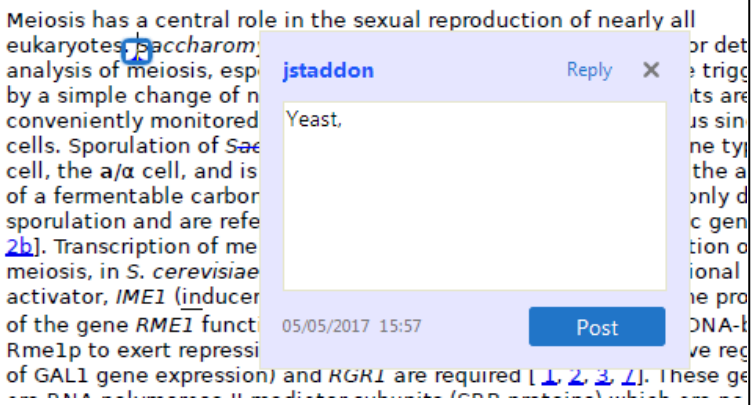 Meiosis has a central role in the sexual reproduction of nearly all
eukaryotes. Saccharom or det
analysis of meiosis, esp trigg
by a simple change of n ts are
conveniently monitored us sin
cells. Sporulation of Sac ne typ
cell, the a/α cell, and is the a
of a fermentable carbon only d
sporulation and are refe c gen
2b]. Transcription of me tion o
meiosis, in S. cerevisiae ional
activator, IME1 (inducer e pro
of the gene RME1 functi DNA-b
Rme1p to exert repressi ve reg
of GAL1 gene expression) and RGR1 are required [ 1, 2, 3, 7]. These ge
jstaddon Reply
Yeast,
05/05/2017 15:57 Post